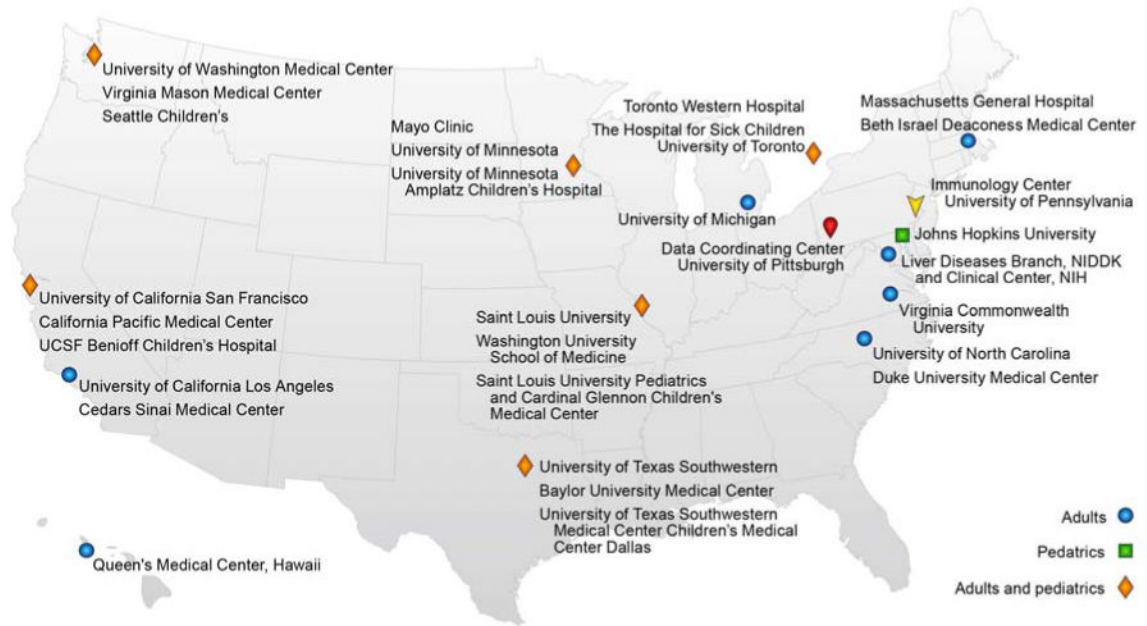 University of Washington Medical Center
Virginia Mason Medical Center
Seattle Children's
Mayo Clinic
University of Minnesota
University of Minnesota
Amplatz Children's Hospital
Toronto Western Hospital
The Hospital for Sick Children
University of Toronto
Massachusetts General Hospital
Beth Israel Deaconess Medical Center
Immunology Center
University of Pennsylvania
University of Michigan
Johns Hopkins University
Data Coordinating Center
University of Pittsburgh
Liver Diseases Branch, NIDDK
and Clinical Center, NIH
Virginia Commonwealth
University
University of North Carolina
Duke University Medical Center
University of California San Francisco
California Pacific Medical Center
UCSF Benioff Children's Hospital
University of California Los Angeles
Cedars Sinai Medical Center
Saint Louis University
Washington University
School of Medicine
Saint Louis University Pediatrics
and Cardinal Glennon Children's
Medical Center
University of Texas Southwestern
Baylor University Medical Center
University of Texas Southwestern
Medical Center Children's Medical
Center Dallas
Queen's Medical Center, Hawaii
Adults
Pedatrics
Adults and pediatrics